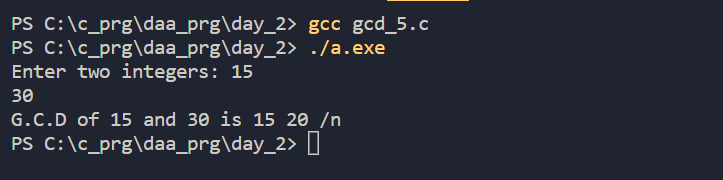 PS C:\c_prg\daa_prg\day_2> gcc gcd_5.c
PS C:\c_prg\daa_prg\day_2> ./a.exe
Enter two integers: 15
30
G.C.D of 15 and 30 is 15 20 /n
PS C:\c_prg\daa_prg\day_2>